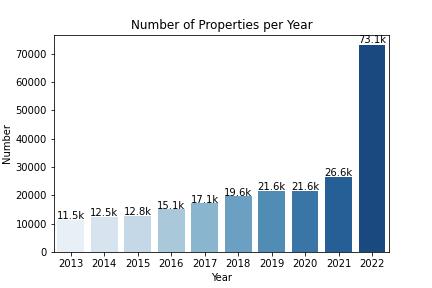 Number of Properties per Year
73.1k
70000
60000
50000
40000
30000
26.6k
21.6k 21.6k
19.6k
20000
17.1k
15.1k
11.5k 12.5k 12.8k
10000
0
2013 2014 2015 2016 2017 2018 2019 2020 2021 2022
Number
Year